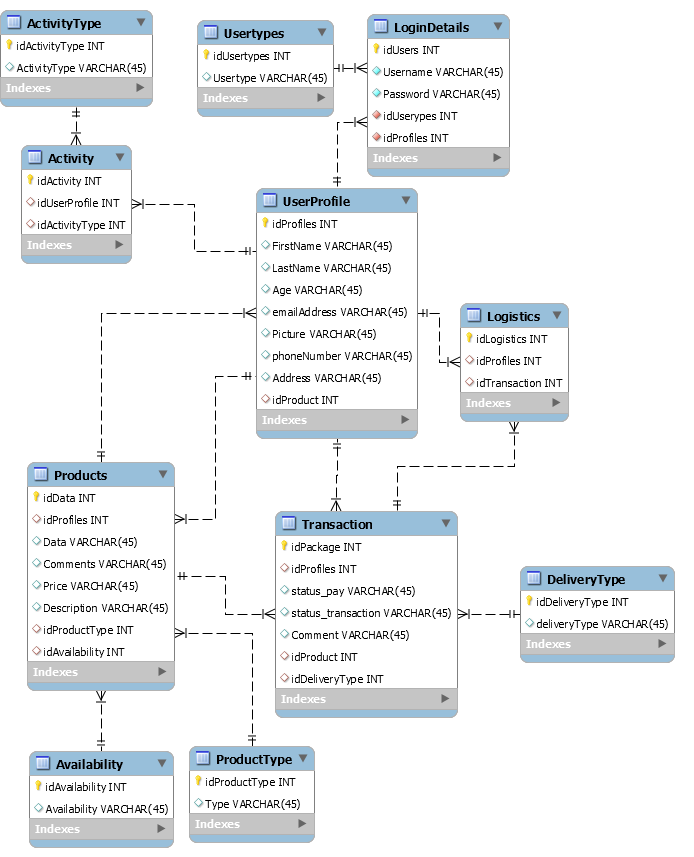 ActivityType
idActivityType INT
ActivityType VARCHAR(45)
Indexes
Usertypes
idUsertypes INT
Usertype VARCHAR(45)
Indexes
LoginDetails
idUsers INT
Username VARCHAR(45)
Password VARCHAR(45)
idUserypes INT
idProfiles INT
Indexes
Activity
idActivity INT
idUserProfile INT
idActivityType INT
Indexes
UserProfile
idProfiles INT
FirstName VARCHAR(45)
LastName VARCHAR(45)
Age VARCHAR(45)
emailAddress VARCHAR(45)
Picture VARCHAR(45)
phoneNumber VARCHAR(45)
Address VARCHAR(45)
idProduct INT
Indexes
Logistics
idLogistics INT
idProfiles INT
idTransaction INT
Indexes
Products
idData INT
idProfiles INT
Data VARCHAR(45)
Comments VARCHAR(45)
Price VARCHAR(45)
Description VARCHAR(45)
idProductType INT
idAvailability INT
Indexes
Transaction
idPackage INT
idProfiles INT
status_pay VARCHAR(45)
status_transaction VARCHAR(45)
Comment VARCHAR(45)
idProduct INT
idDeliveryType INT
Indexes
DeliveryType
idDeliveryType INT
deliveryType VARCHAR(45)
Indexes
Availability
idAvailability INT
Availability VARCHAR(45)
Indexes
ProductType
idProductType INT
Type VARCHAR(45)
Indexes